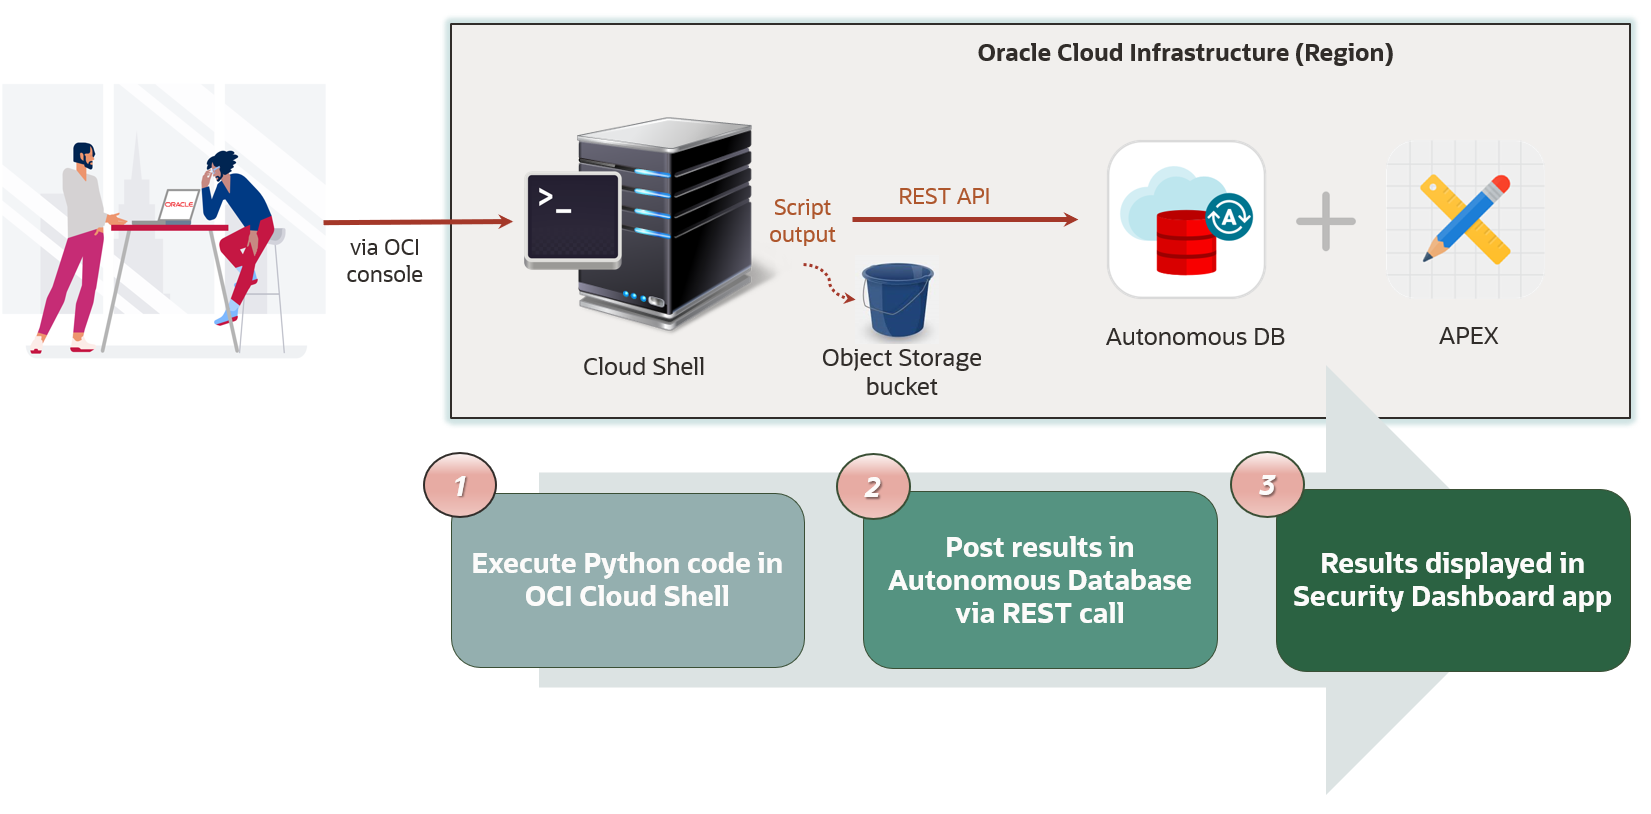 Oracle Cloud Infrastructure (Region)
ORACLE
via OCI
console
>_
Cloud Shell
Script
output
REST API
Object Storage
bucket
A
Autonomous DB
APEX
1
Execute Python code in
OCI Cloud Shell
2
Post results in
Autonomous Database
via REST call
3
Results displayed in
Security Dashboard app